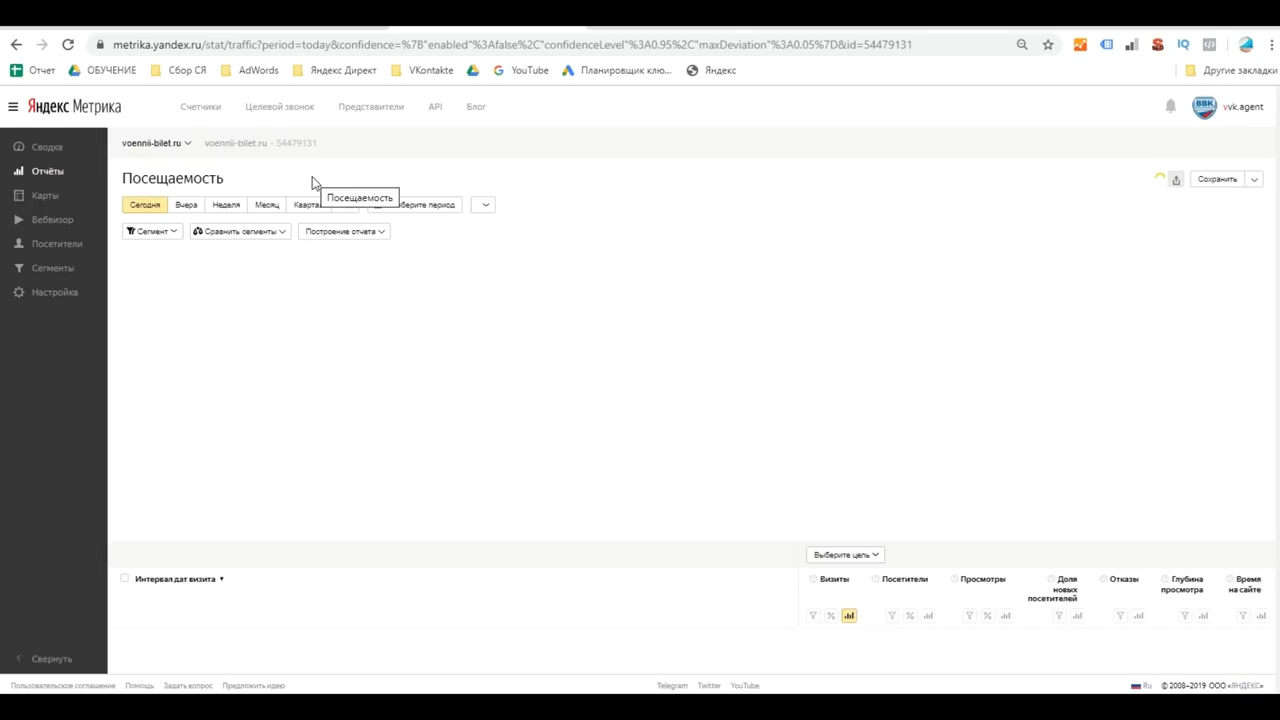 metrika.yandex.ru/stat/traffic?period=today&confidence=%7B"enabled"%3Afalse%2C"confidenceLevel"%3A0.95%2C"maxDeviation"%3A0.05%7D&id=54479131
Отчет ОБУЧЕНИЕ Сбор СЯ AdWords Яндекс Директ VKontakte YouTube Планировщик клю... Яндекс Другие закладки
Яндекс Метрика Счетчики Целевой звонок Представители API Блог vvk.agent
Сводка
Отчёты
Карты
Вебвизор
Посетители
Сегменты
Настройка
Свернуть
voennii-bilet.ru voennii-bilet.ru - 54479131
Посещаемость Сохранить
Посещаемость
Сегодня Вчера Неделя Месяц период
Сегмент Сравнить сегменты Построение отчета
Выберите цель
Интервал дат визита Визиты Посетители Просмотры Доля новых посетителей Отказы Глубина просмотра Время на сайте
Пользовательское соглашение Помощь Задать вопрос Предложить идею Telegram Twitter YouTube Ru © 2008–2019 ООО «ЯНДЕКС»